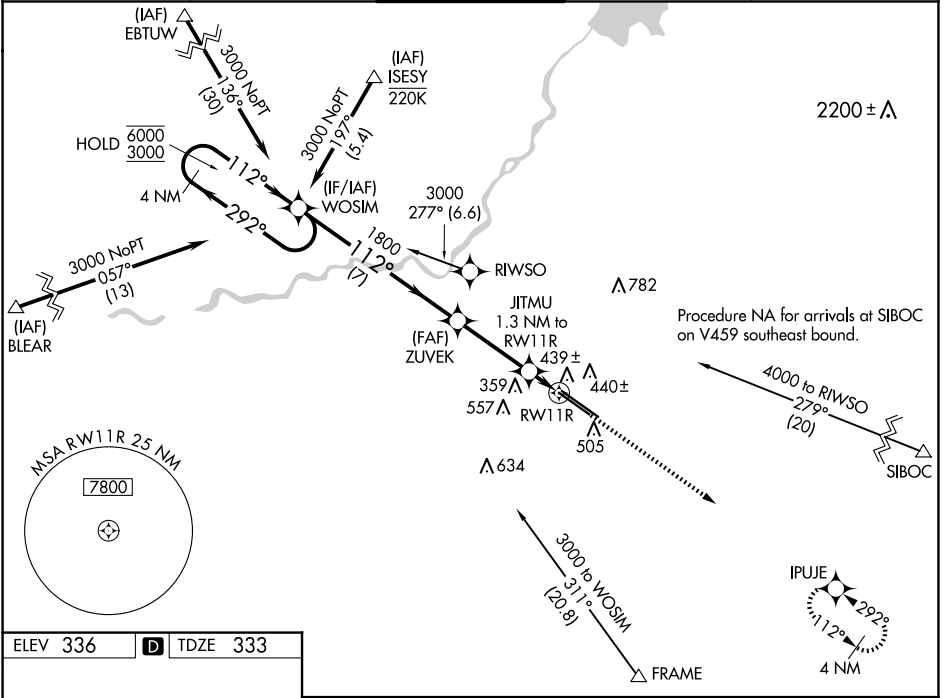 (IAF)
EBTUW
3000 NoPT
136°
(30)
(IAF)
ISESY
220K
3000 NoPT
197°
(5.4)
2200 ±
HOLD 6000
3000
4 NM
112°
292°
(IF/IAF)
WOSIM
3000
277° (6.6)
1800
112°
(7)
RIWSO
3000 NoPT
057°
(13)
(IAF)
BLEAR
782
JITMU
1.3 NM to
RW11R
(FAF)
ZUVEK
439 ±
440±
359
557
RW11R
505
634
Procedure NA for arrivals at SIBOC
on V459 southeast bound.
4000 to RIWSO
279°
(20)
SIBOC
MSA RW11R 25 NM
7800
3000 to WOSIM
311°
(20.8)
FRAME
IPUJE
292°
112°
4 NM
ELEV 336 D TDZE 333